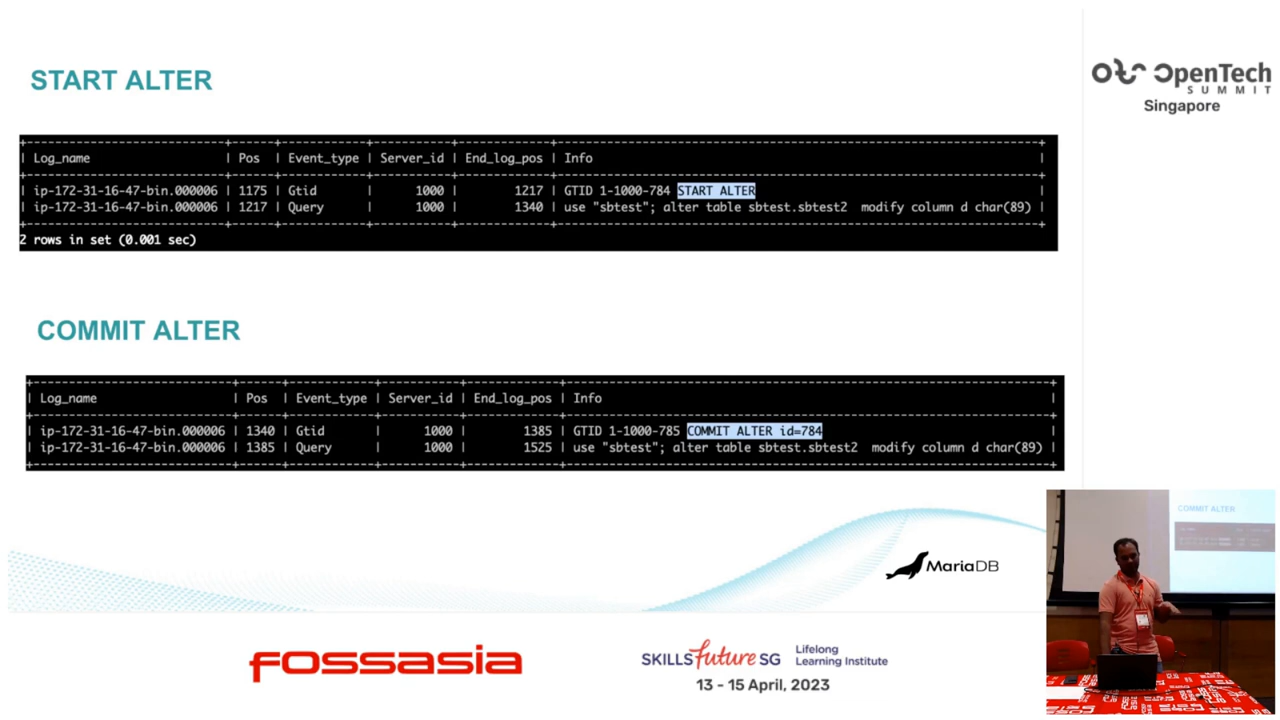 START ALTER
OpenTech
SUMMIT
Singapore
| Log_name | Pos | Event_type | Server_id | End_log_pos | Info |
| ip-172-31-16-47-bin.000006 | 1175 | Gtid | 1000 | 1217 | GTID 1-1000-784 START ALTER |
| ip-172-31-16-47-bin.000006 | 1217 | Query | 1000 | 1340 | use "sbtest"; alter table sbtest.sbtest2 modify column d char(89) |
2 rows in set (0.001 sec)
COMMIT ALTER
| Log_name | Pos | Event_type | Server_id | End_log_pos | Info |
| ip-172-31-16-47-bin.000006 | 1340 | Gtid | 1000 | 1385 | GTID 1-1000-785 COMMIT ALTER id=784 |
| ip-172-31-16-47-bin.000006 | 1385 | Query | 1000 | 1525 | use "sbtest"; alter table sbtest.sbtest2 modify column d char(89) |
COMMIT ALTER
MariaDB
fossasia
SKILLSfuture SG
Lifelong
Learning Institute
13 - 15 April, 2023